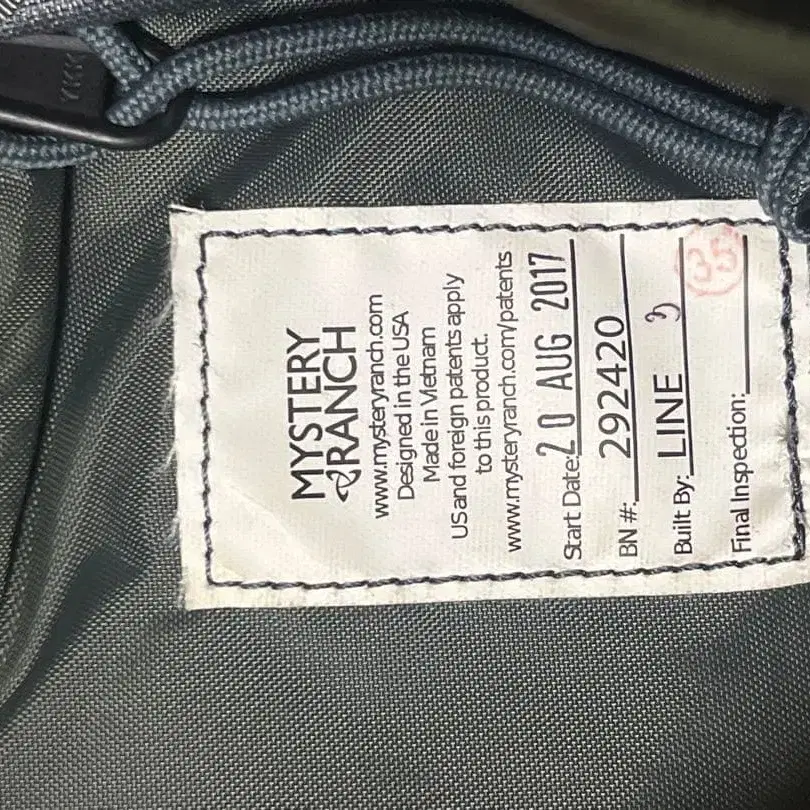 YKK
MYSTERY
RANCH
www.mysteryranch.com
Designed in the USA
Made in Vietnam
US and foreign patents apply
to this product.
www.mysteryranch.com/patents
Start Date: 20 AUG 2017
BN #: 292420
Built By: LINE 9
Final Inspection: 35